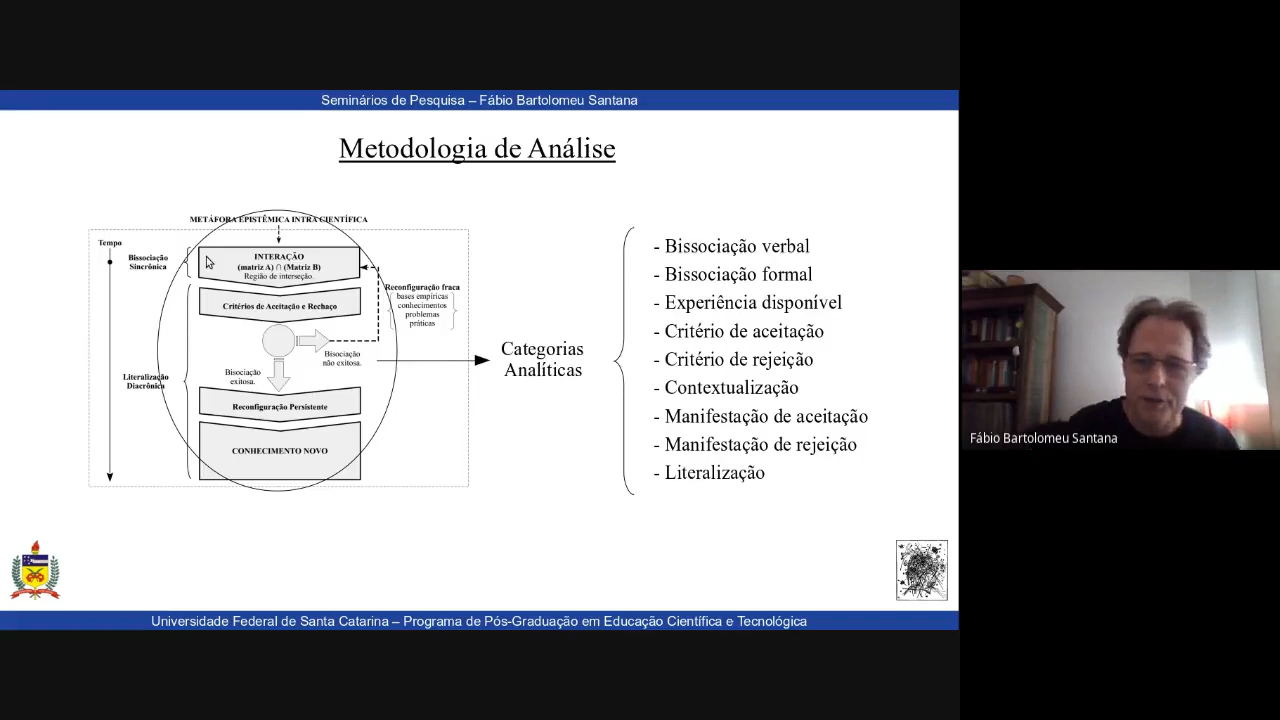 Seminários de Pesquisa – Fábio Bartolomeu Santana
Metodologia de Análise
METÁFORA EPISTÊMICA INTRA CIENTÍFICA
Tempo
Bissociação
Sincrônica
INTERAÇÃO
(matriz A) ∩ (Matriz B)
Região de interseção.
Critérios de Aceitação e Rechaço
Reconfiguração fraca
bases empíricas
conhecimentos
problemas
práticas
Bisociação
não exitosa.
Bisociação
exitosa.
Literalização
Diacrônica
Reconfiguração Persistente
CONHECIMENTO NOVO
Categorias
Analíticas
- Bissociação verbal
- Bissociação formal
- Experiência disponível
- Critério de aceitação
- Critério de rejeição
- Contextualização
- Manifestação de aceitação
- Manifestação de rejeição
- Literalização
Fábio Bartolomeu Santana
Universidade Federal de Santa Catarina – Programa de Pós-Graduação em Educação Científica e Tecnológica